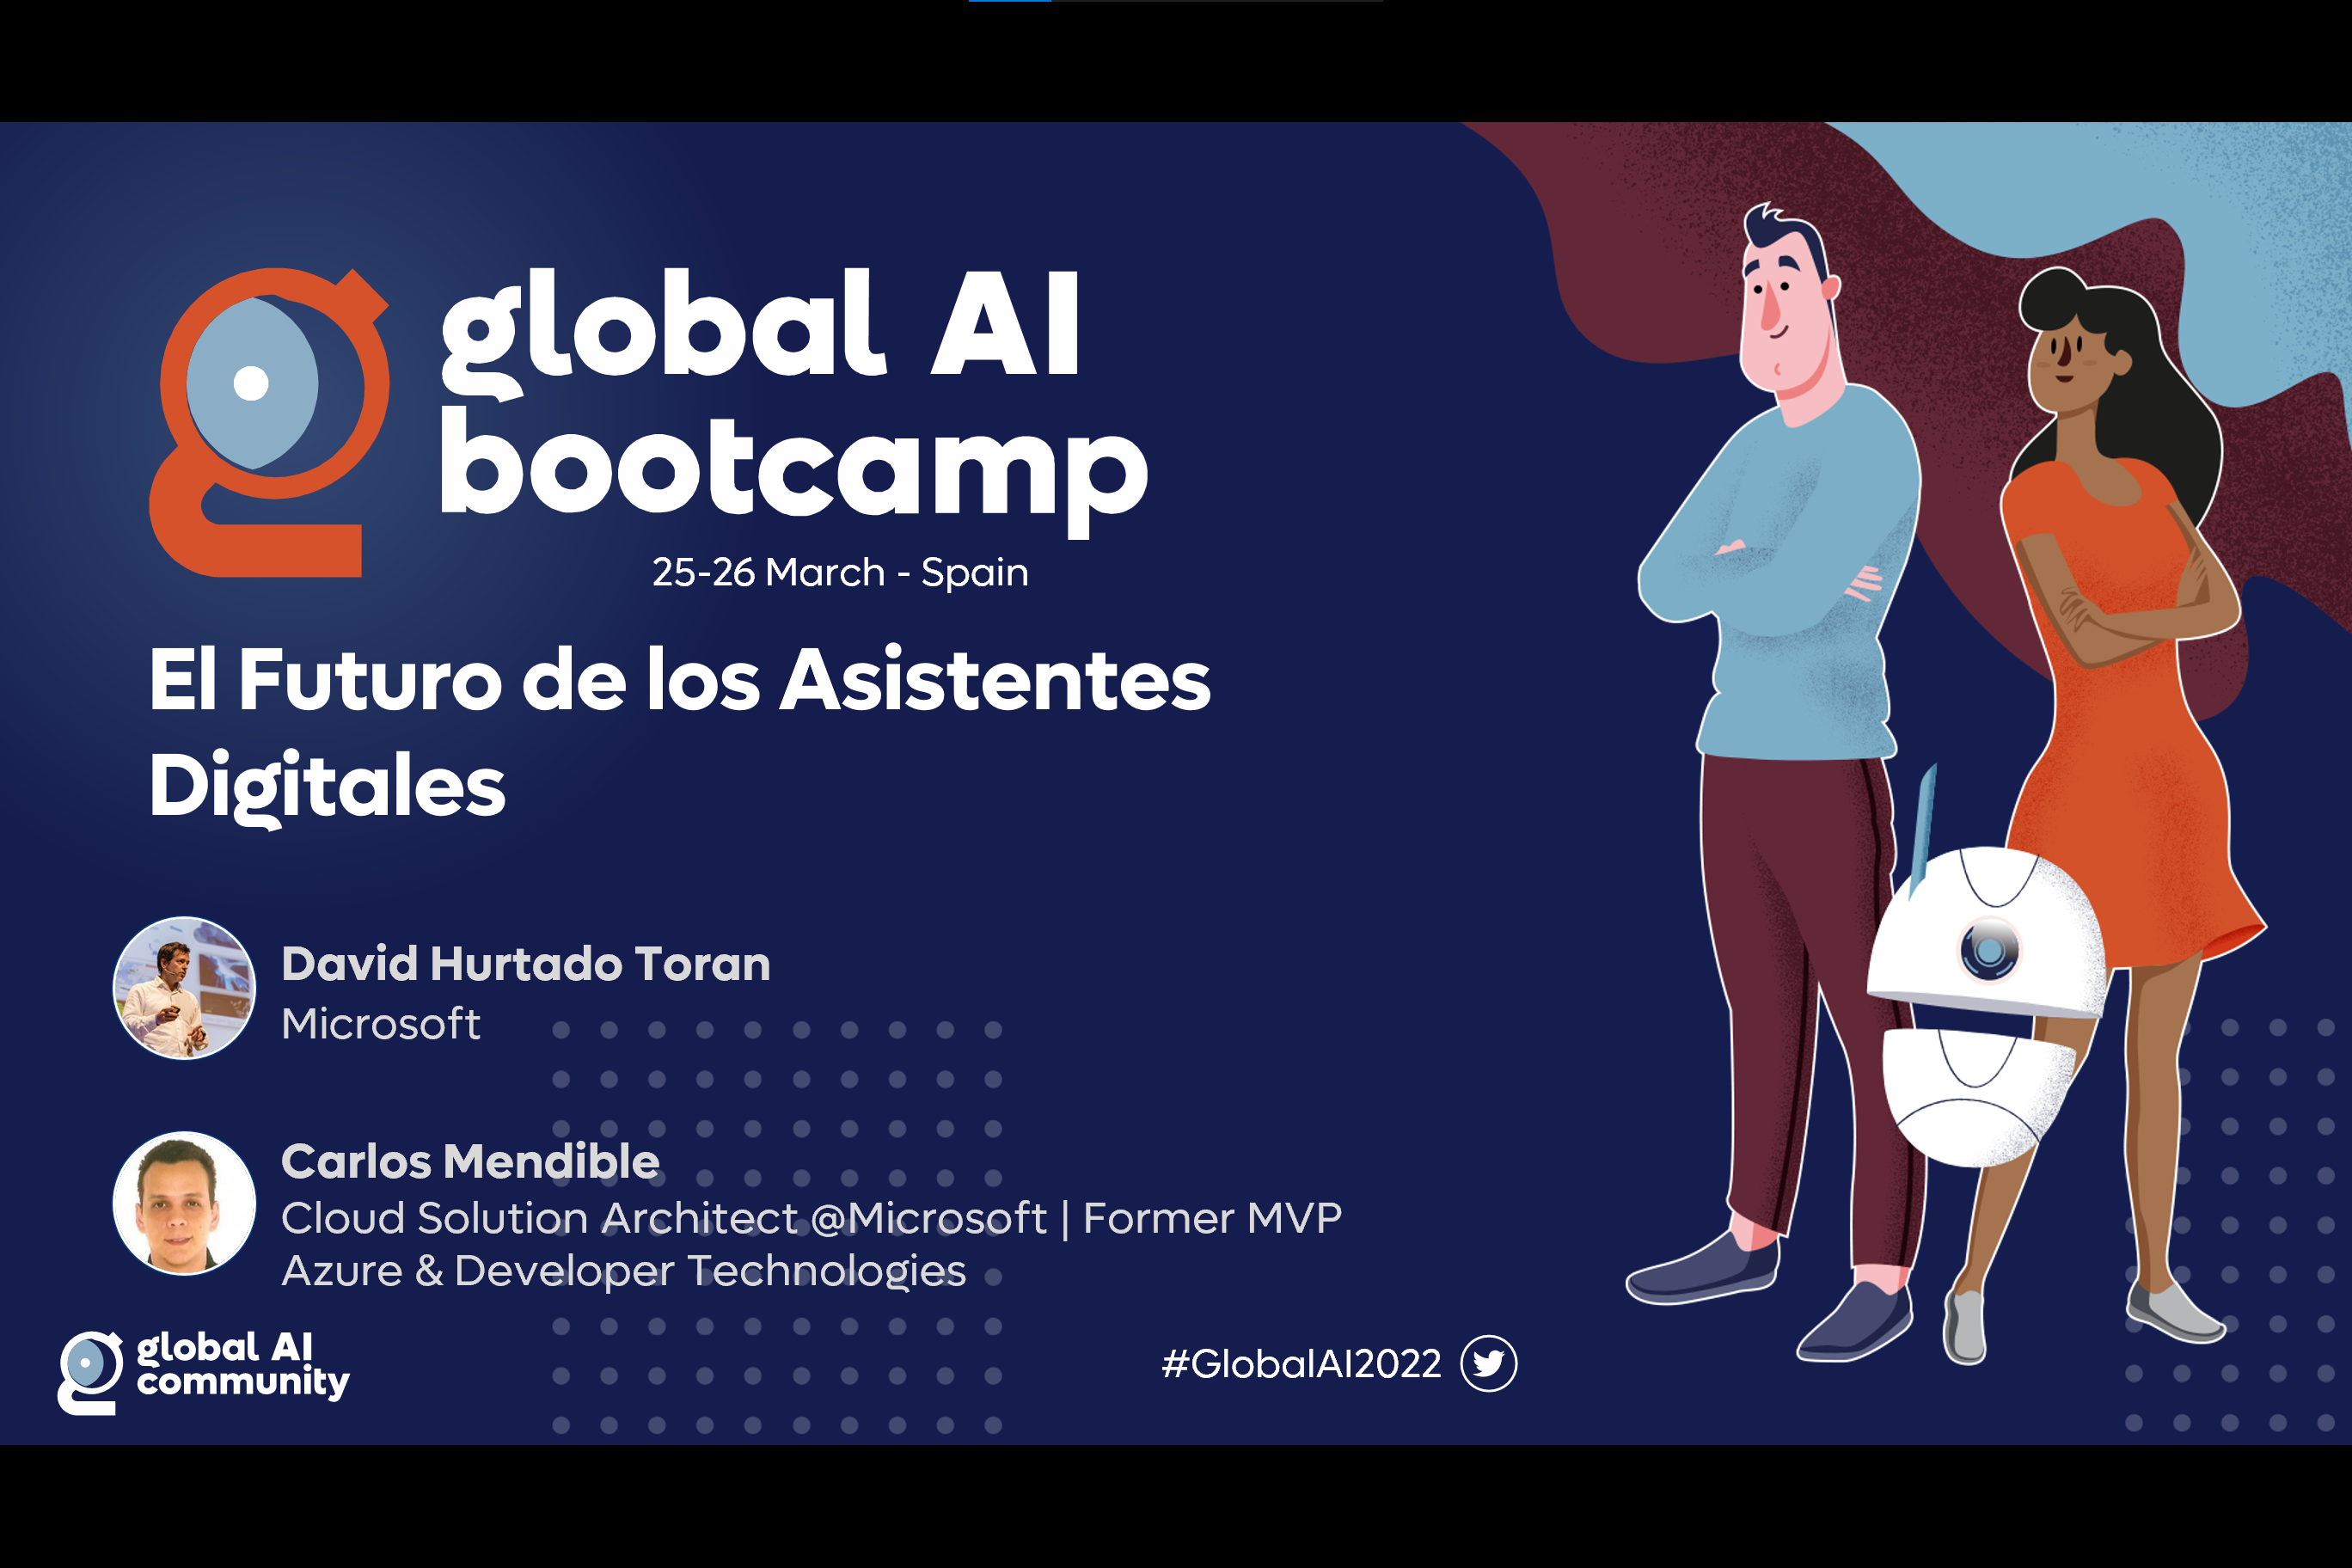 global AI
bootcamp
25-26 March - Spain
El Futuro de los Asistentes
Digitales
David Hurtado Toran
Microsoft
Carlos Mendible
Cloud Solution Architect @Microsoft | Former MVP
Azure & Developer Technologies
global AI
community
#GlobalAI2022